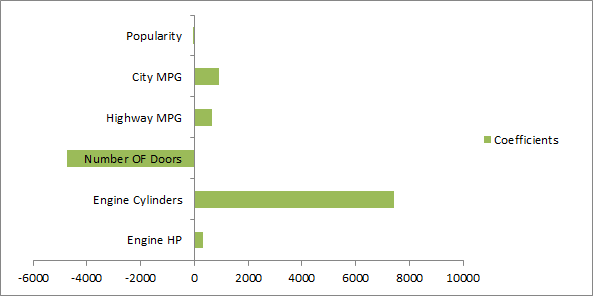 Popularity
City MPG
Highway MPG
Number OF Doors
Engine Cylinders
Engine HP
Coefficients
-6000 -4000 -2000 0 2000 4000 6000 8000 10000